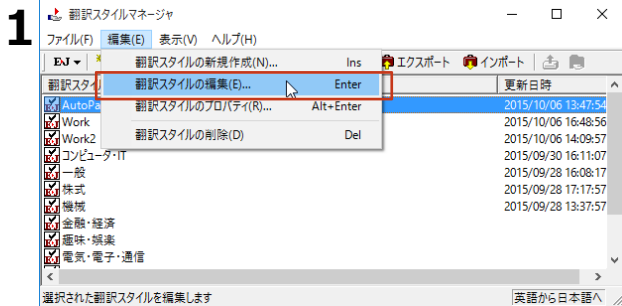 1
翻訳スタイルマネージャ
ファイル(F) 編集(E) 表示(V) ヘルプ(H)
EJ エクスポート インポート
翻訳スタイルの新規作成(N)... Ins
翻訳スタイルの編集(E)... Enter
翻訳スタイルのプロパティ(R)... Alt+Enter
翻訳スタイルの削除(D) Del
翻訳スタイ 更新日時
AutoPa 2015/10/06 13:47:54
Work 2015/10/06 16:48:56
Work2 2015/10/06 14:09:57
コンピュータ・IT 2015/09/30 16:11:07
一般 2015/09/28 16:08:17
株式 2015/09/28 17:17:57
機械 2015/09/28 13:37:57
金融・経済
趣味・娯楽
電気・電子・通信
選択された翻訳スタイルを編集します 英語から日本語へ